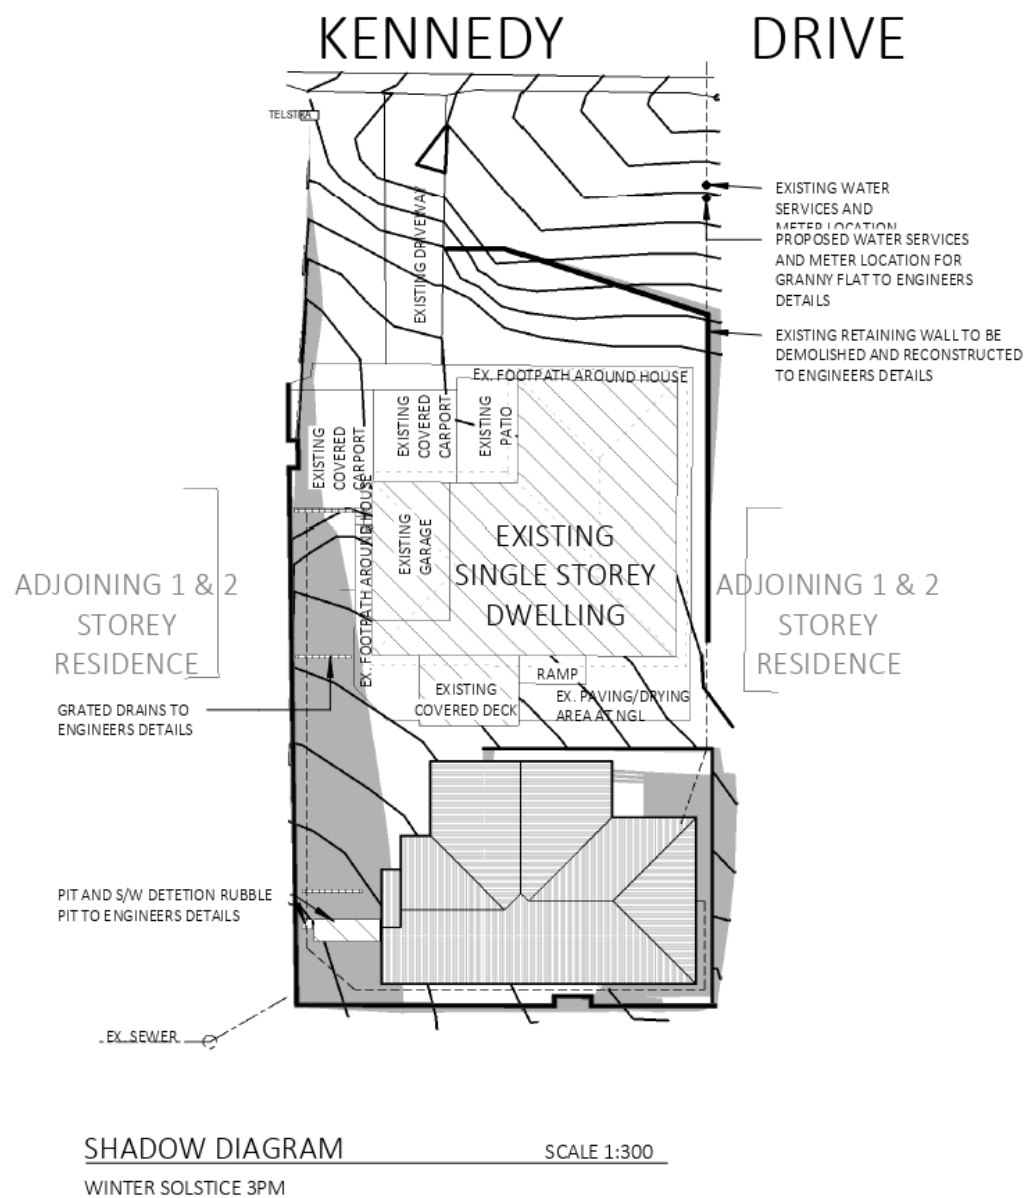 KENNEDY DRIVE
TELSTRA
EXISTING WATER
SERVICES AND
METER LOCATION
PROPOSED WATER SERVICES
AND METER LOCATION FOR
GRANNY FLAT TO ENGINEERS
DETAILS
EXISTING RETAINING WALL TO BE
DEMOLISHED AND RECONSTRUCTED
TO ENGINEERS DETAILS
EXISTING DRIVEWAY
EX. FOOTPATH AROUND HOUSE
EXISTING
COVERED
CARPORT
EXISTING
COVERED
CARPORT
EXISTING
PATIO
EX. FOOTPATH AROUND HOUSE
EXISTING
GARAGE
EXISTING
SINGLE STOREY
DWELLING
ADJOINING 1 & 2
STOREY
RESIDENCE
ADJOINING 1 & 2
STOREY
RESIDENCE
RAMP
EXISTING
COVERED DECK
EX. PAVING/DRYING
AREA AT NGL
GRATED DRAINS TO
ENGINEERS DETAILS
PIT AND S/W DETETION RUBBLE
PIT TO ENGINEERS DETAILS
EX. SEWER
SHADOW DIAGRAM
SCALE 1:300
WINTER SOLSTICE 3PM